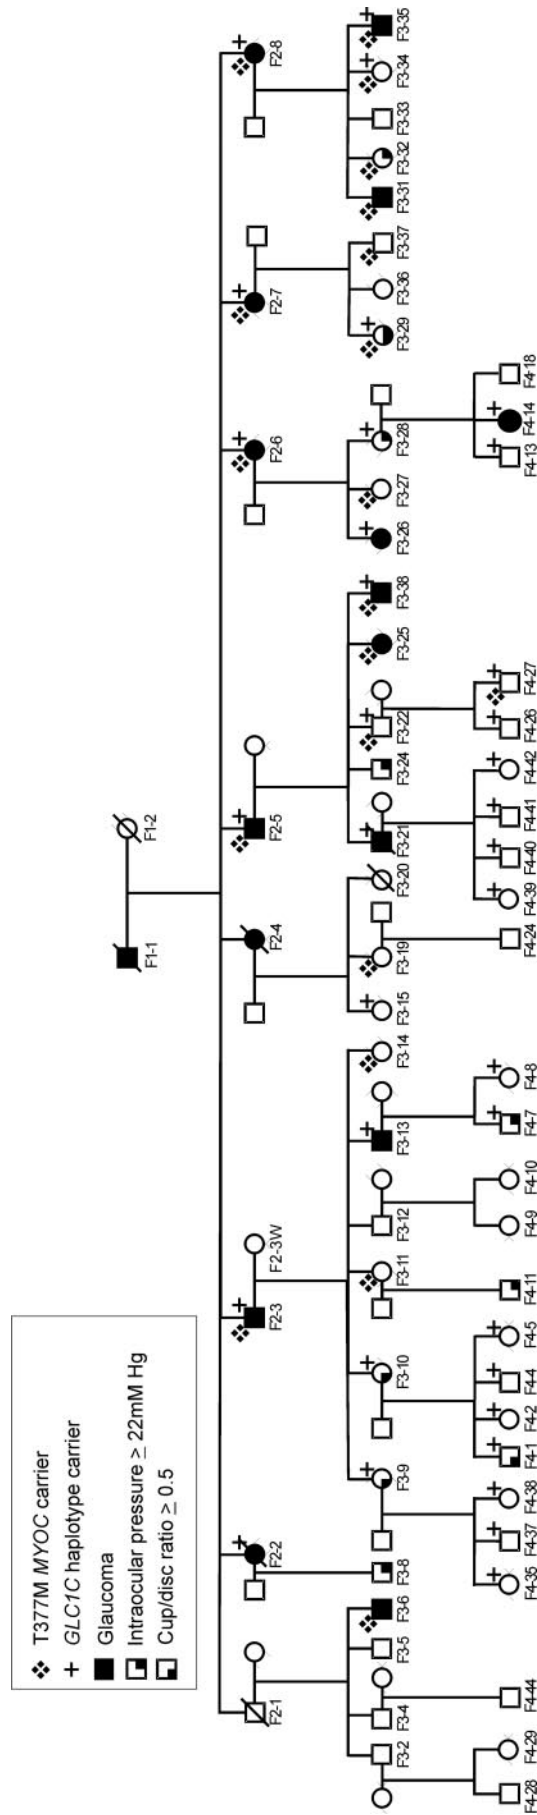 T377M MYOC carrier
+ GLC1C haplotype carrier
Glaucoma
Intraocular pressure ≥ 22mM Hg
Cup/disc ratio ≥ 0.5
F1-1
F1-2
F2-1
F2-2
F2-3
F2-3W
F2-4
F2-5
F2-6
F2-7
F2-8
F3-2
F3-4
F3-5
F3-6
F3-8
F3-9
F3-10
F3-11
F3-12
F3-13
F3-14
F3-15
F3-19
F3-20
F3-21
F3-24
F3-22
F3-25
F3-38
F3-26
F3-27
F3-28
F3-29
F3-36
F3-37
F3-31
F3-32
F3-33
F3-34
F3-35
F4-28
F4-29
F4-44
F4-35
F4-37
F4-38
F4-1
F4-2
F4-4
F4-5
F4-11
F4-9
F4-10
F4-7
F4-8
F4-24
F4-39
F4-40
F4-41
F4-42
F4-26
F4-27
F4-13
F4-14
F4-18